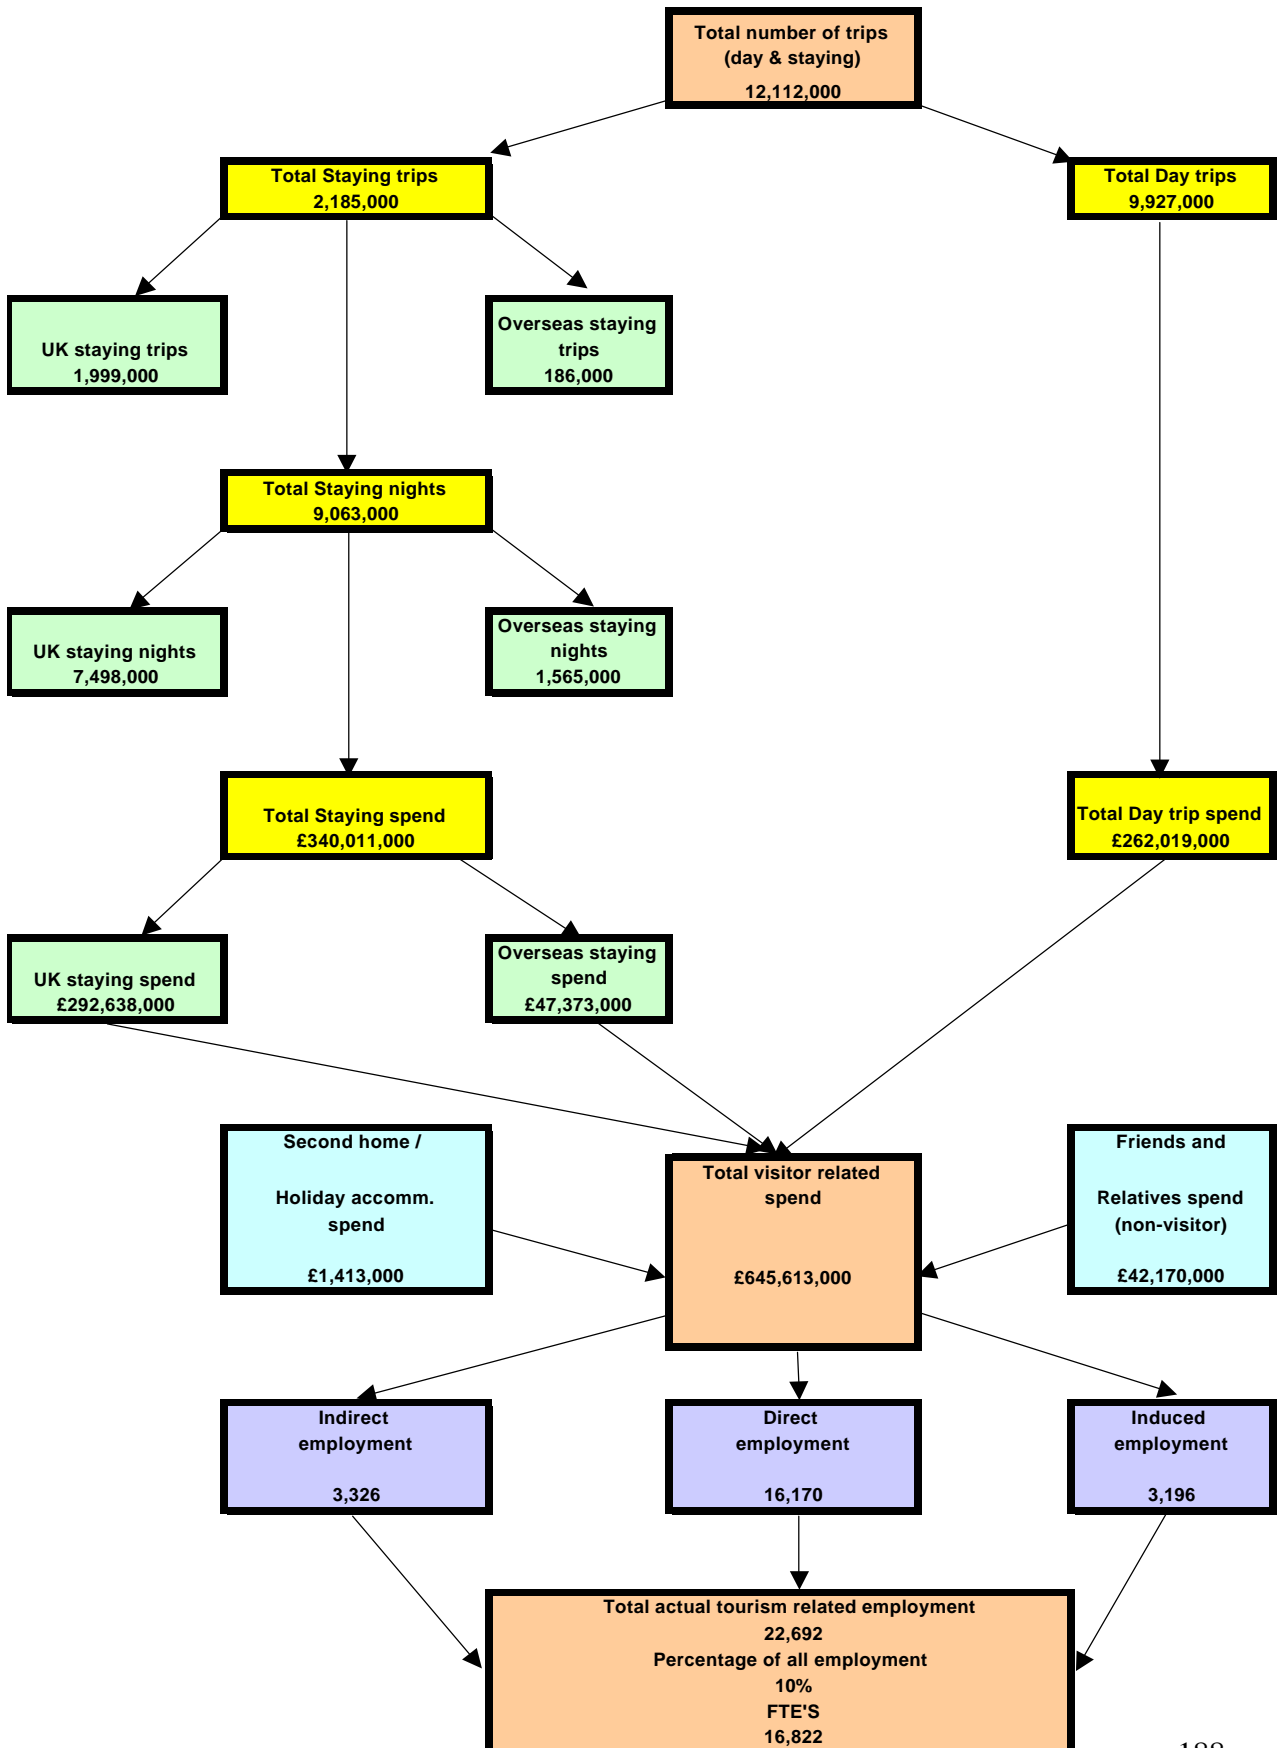 Total number of trips
(day & staying)
12,112,000
Total Staying trips
2,185,000
Total Day trips
9,927,000
UK staying trips
1,999,000
Overseas staying
trips
186,000
Total Staying nights
9,063,000
UK staying nights
7,498,000
Overseas staying
nights
1,565,000
Total Staying spend
£340,011,000
Total Day trip spend
£262,019,000
UK staying spend
£292,638,000
Overseas staying
spend
£47,373,000
Second home /
Holiday accomm.
spend
£1,413,000
Total visitor related
spend
£645,613,000
Friends and
Relatives spend
(non-visitor)
£42,170,000
Indirect
employment
3,326
Direct
employment
16,170
Induced
employment
3,196
Total actual tourism related employment
22,692
Percentage of all employment
10%
FTE'S
16,822